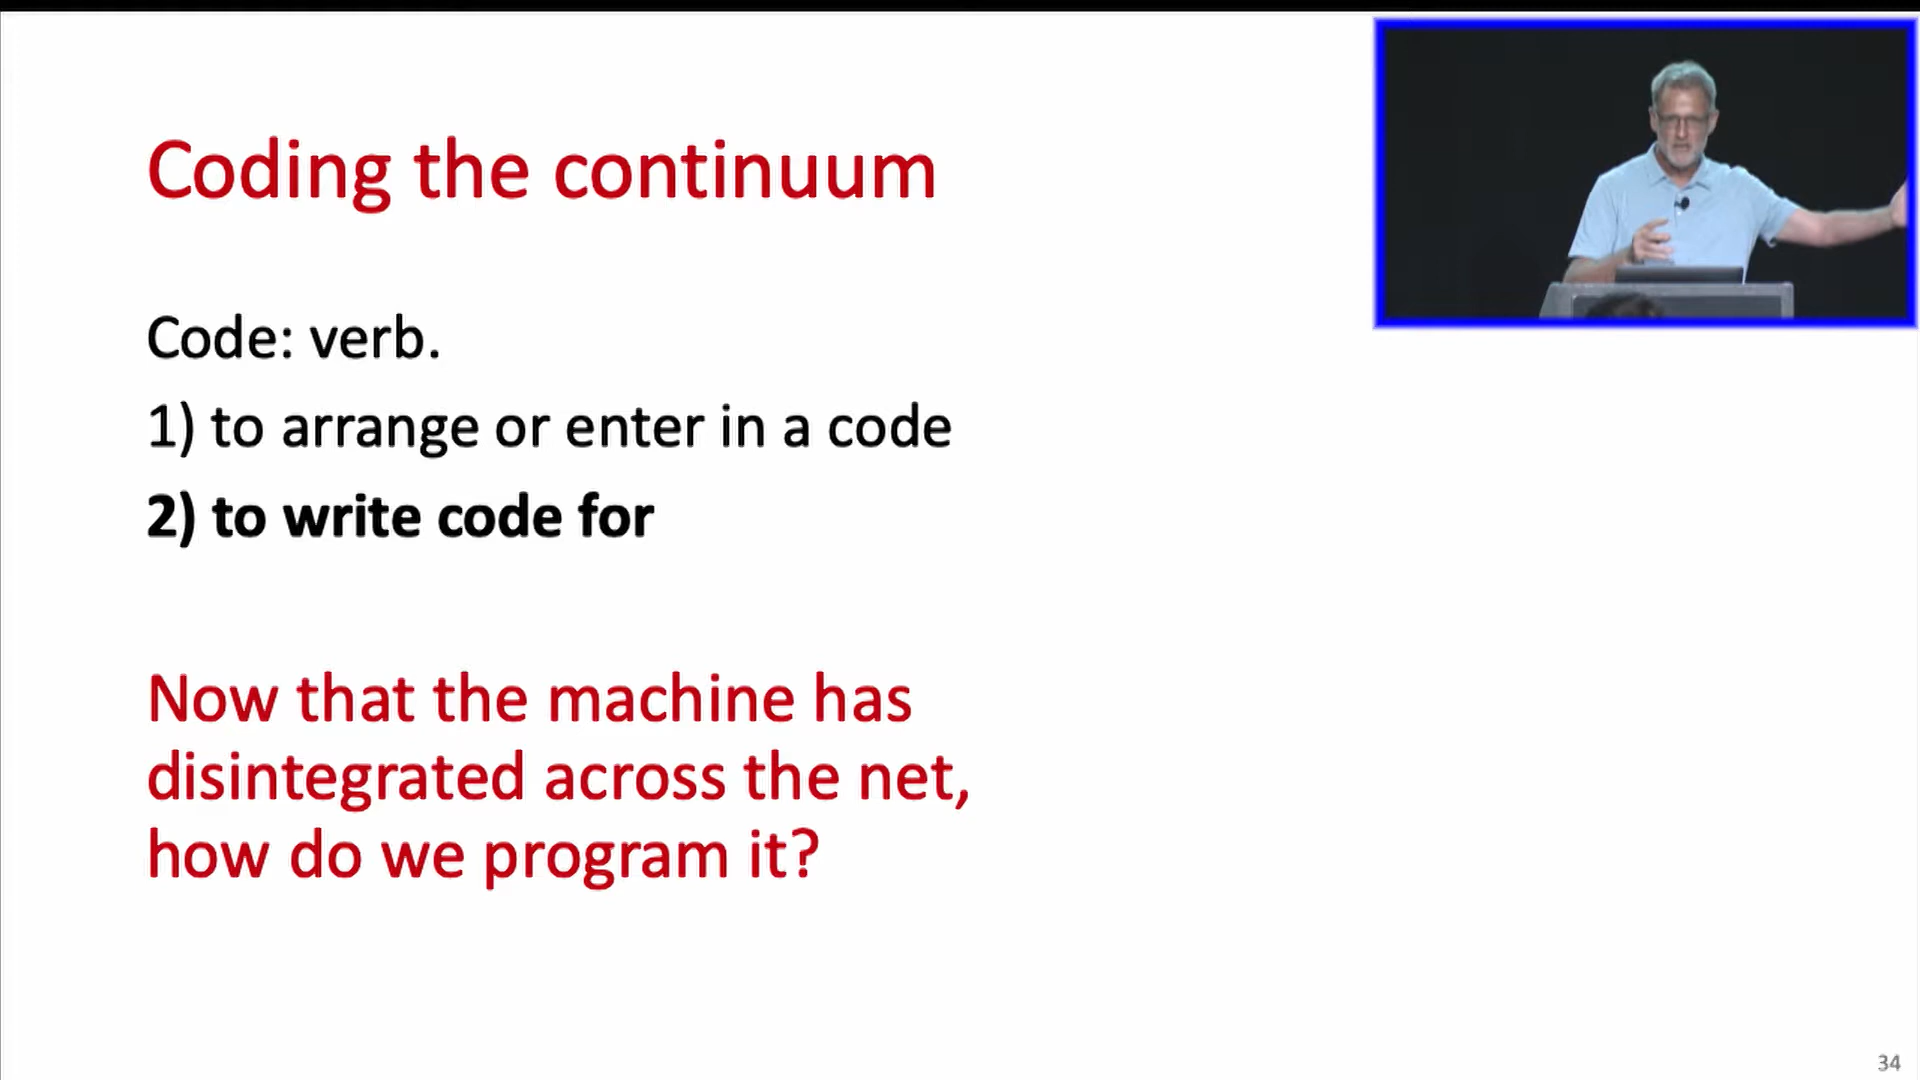 Coding the continuum
Code: verb.
1) to arrange or enter in a code
2) to write code for
Now that the machine has
disintegrated across the net,
how do we program it?
34